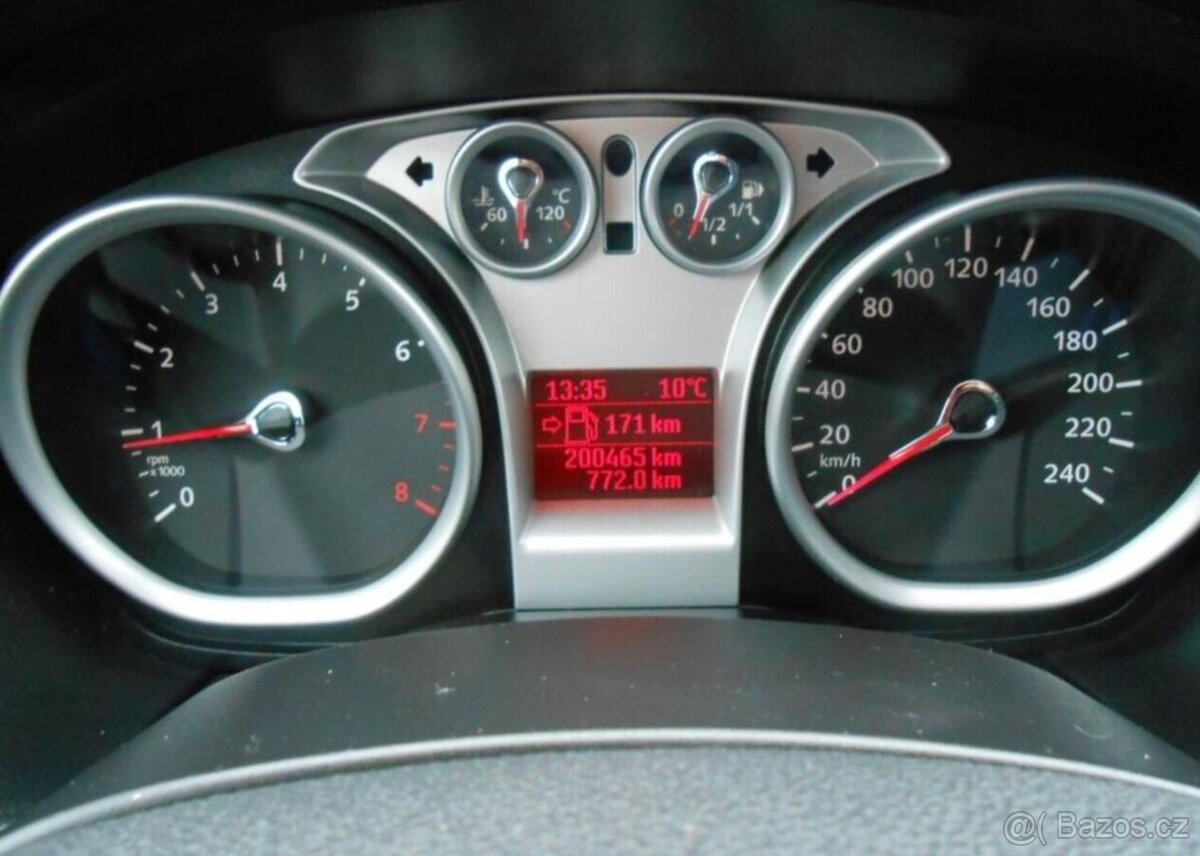 60 120 °C
0 1/2 1/1
0 1 2 3 4 5 6 7 8
rpm
x1000
13:35 10°C
171 km
200465 km
772.0 km
0 20 40 60 80 100 120 140 160 180 200 220 240
km/h
@( Bazos.cz